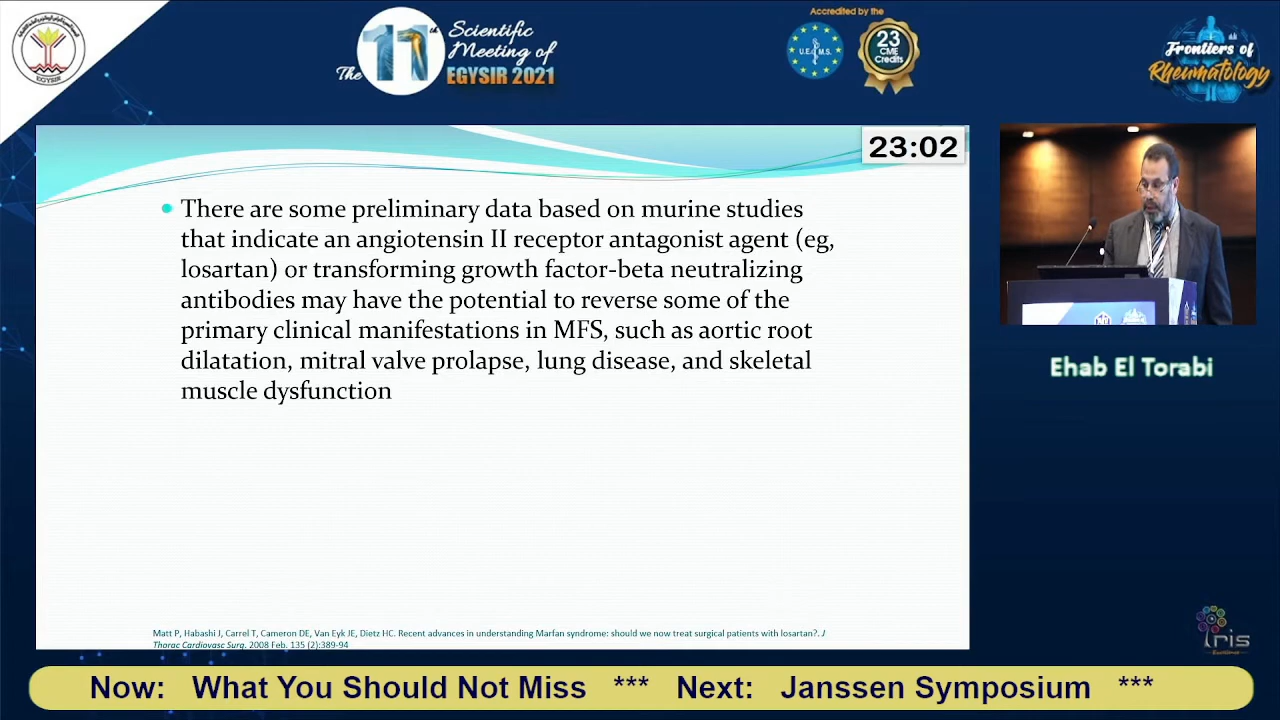 EGYSIR
The 11th Scientific
Meeting of
EGYSIR 2021
Accredited by the
U.E.M.S.
23
CME
Credits
Frontiers of
Rheumatology
23:02
There are some preliminary data based on murine studies
that indicate an angiotensin II receptor antagonist agent (eg,
losartan) or transforming growth factor-beta neutralizing
antibodies may have the potential to reverse some of the
primary clinical manifestations in MFS, such as aortic root
dilatation, mitral valve prolapse, lung disease, and skeletal
muscle dysfunction
Matt P, Habashi J, Carrel T, Cameron DE, Van Eyk JE, Dietz HC. Recent advances in understanding Marfan syndrome: should we now treat surgical patients with losartan?. J
Thorac Cardiovasc Surg. 2008 Feb. 135 (2):389-94
Ehab El Torabi
Iris
Now: What You Should Not Miss *** Next: Janssen Symposium ***